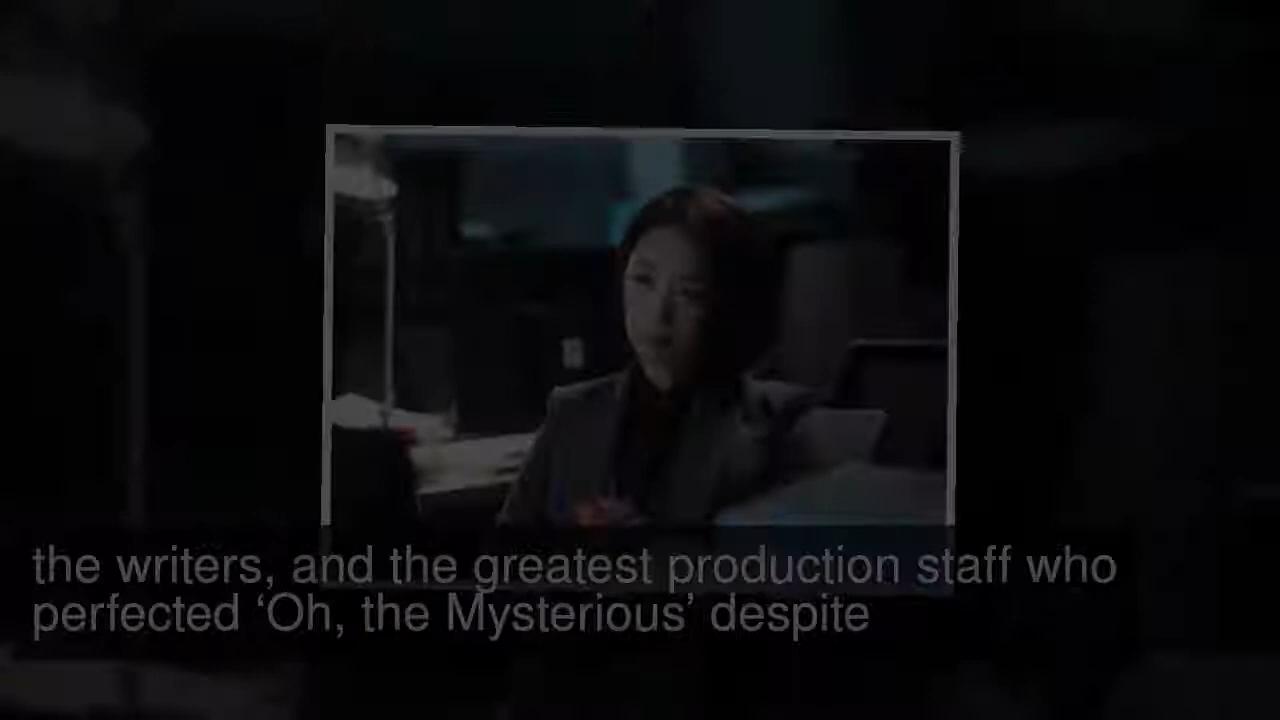 the writers, and the greatest production staff who
perfected ‘Oh, the Mysterious’ despite